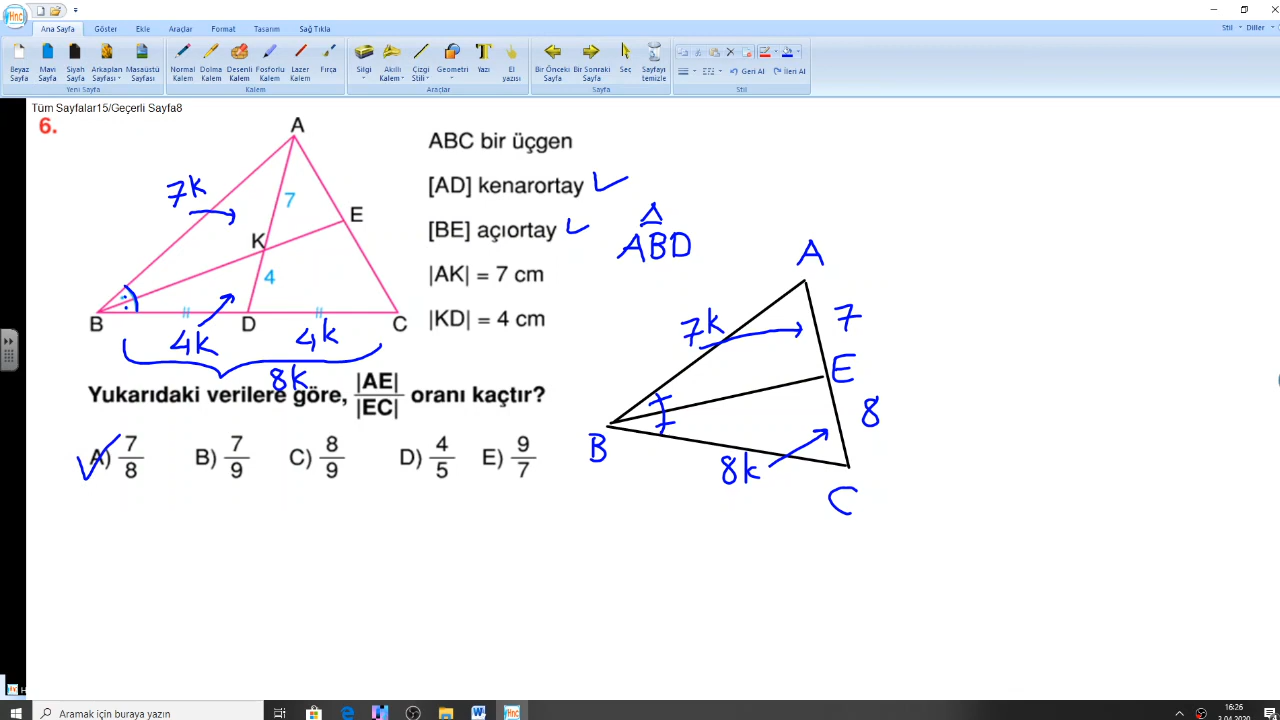 yHnc
Stil Diller
Ana Sayfa Göster Ekle Araçlar Format Tasarım Sağ Tıkla
Beyaz Sayfa Mavi Sayfa Siyah Sayfa Arkaplan Sayfası Masaüstü Sayfası
Normal Kalem Dolma Kalem Desenli Kalem Fosforlu Kalem Lazer Kalem Fırça
Silgi Akıllı Kalem Çizgi Stili Geometri Yazı El yazısı
Bir Önceki Sayfa Bir Sonraki Sayfa Seç Sayfayı temizle
Geri Al İleri Al
Yeni Sayfa Kalem Araçlar Sayfa Stil
Tüm Sayfalar15/Geçerli Sayfa8
6.
A
7k
7
E
K
4
B D C
4k 4k
8k
ABC bir üçgen
[AD] kenarortay
[BE] açıortay
|AK| = 7 cm
|KD| = 4 cm
ABD
Yukarıdaki verilere göre, |AE|/|EC| oranı kaçtır?
A) 7/8 B) 7/9 C) 8/9 D) 4/5 E) 9/7
A
7k
7
E
8
B
8k
C
Aramak için buraya yazın
16:26
3.04.2020